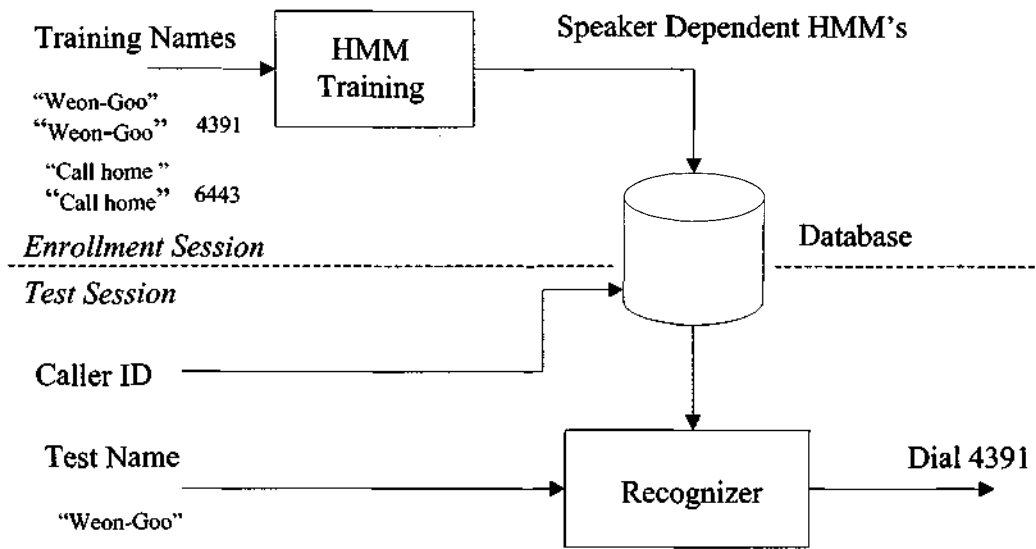 Training Names
HMM
Training
Speaker Dependent HMM's
“Weon-Goo”
“Weon-Goo” 4391
“Call home ”
“Call home” 6443
Enrollment Session
Database
Test Session
Caller ID
Test Name
Recognizer
Dial 4391
“Weon-Goo”